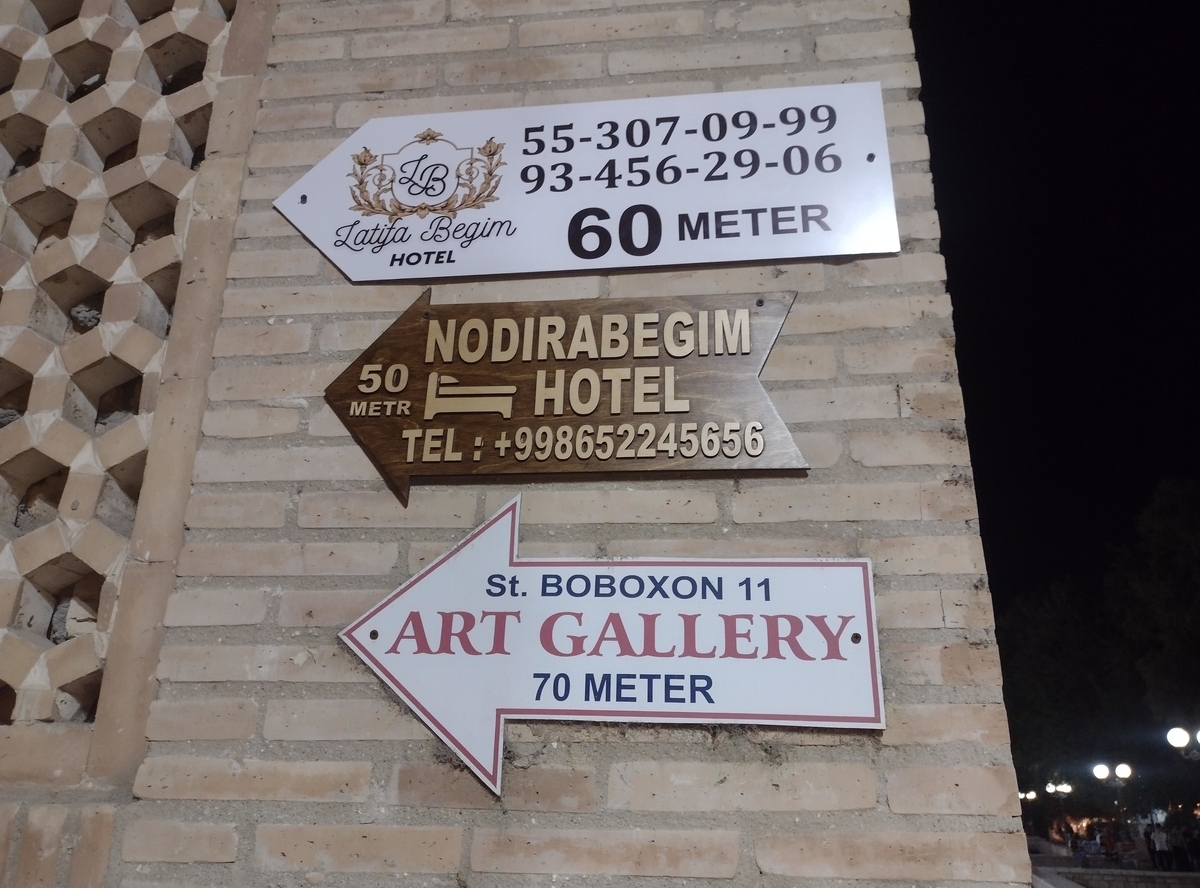 LB
Latifa Begim
HOTEL
55-307-09-99
93-456-29-06
60 METER
50
METR
NODIRABEGIM
HOTEL
TEL : +998652245656
St. BOBOXON 11
ART GALLERY
70 METER